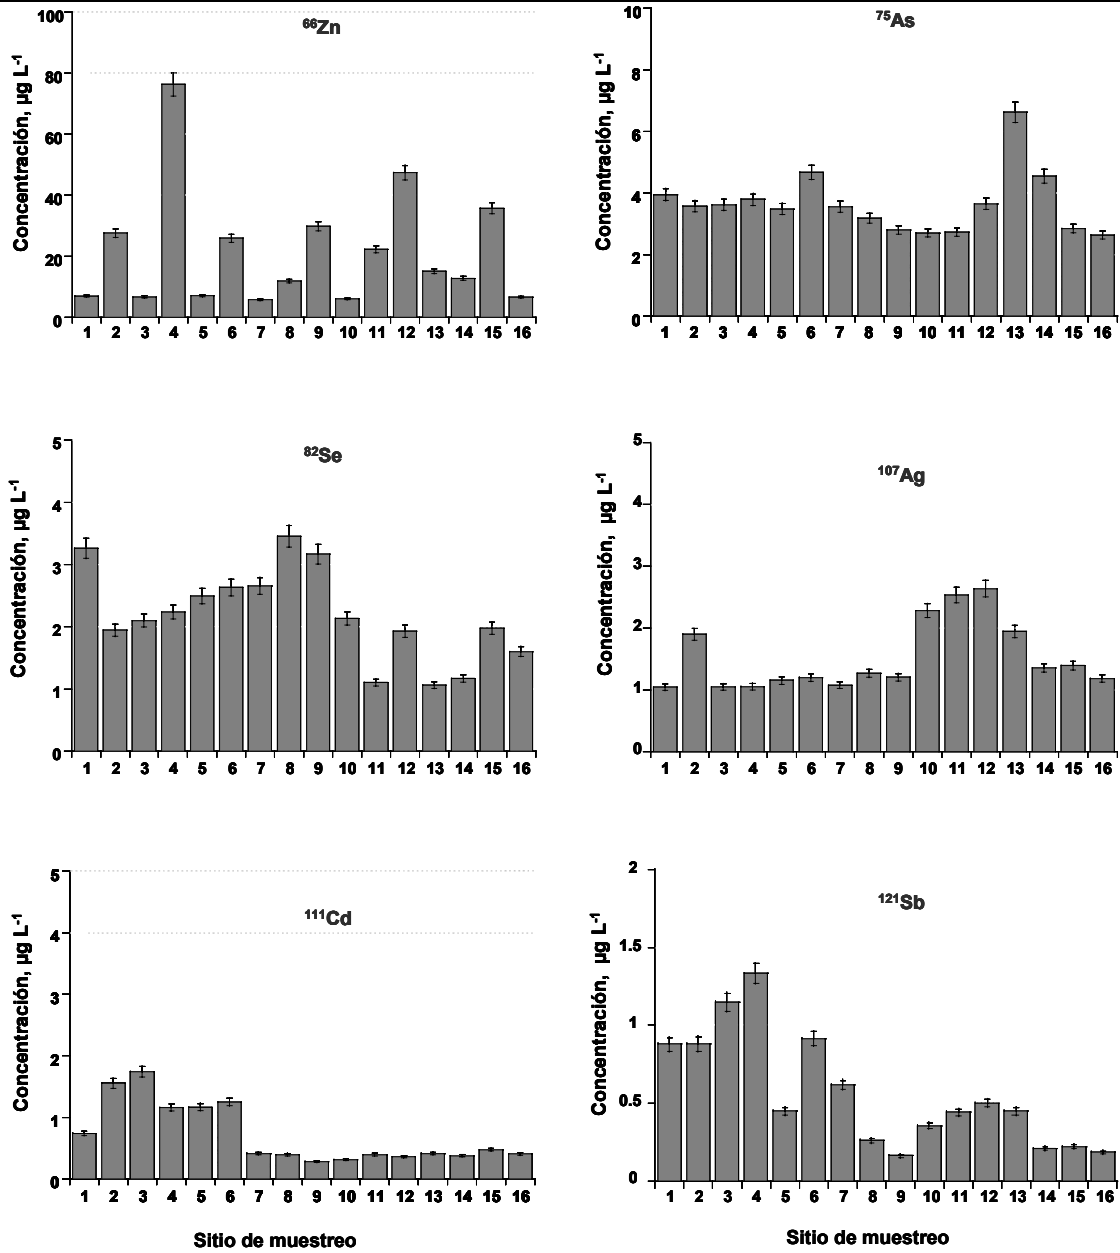 ⁶⁶Zn
Concentración, µg L⁻¹
100
80
60
40
20
0
1 2 3 4 5 6 7 8 9 10 11 12 13 14 15 16
⁷⁵As
Concentración, µg L⁻¹
10
8
6
4
2
0
1 2 3 4 5 6 7 8 9 10 11 12 13 14 15 16
⁸²Se
Concentración, µg L⁻¹
5
4
3
2
1
0
1 2 3 4 5 6 7 8 9 10 11 12 13 14 15 16
¹⁰⁷Ag
Concentración, µg L⁻¹
5
4
3
2
1
0
1 2 3 4 5 6 7 8 9 10 11 12 13 14 15 16
¹¹¹Cd
Concentración, µg L⁻¹
5
4
3
2
1
0
1 2 3 4 5 6 7 8 9 10 11 12 13 14 15 16
Sitio de muestreo
¹²¹Sb
Concentración, µg L⁻¹
2
1.5
1
0.5
0
1 2 3 4 5 6 7 8 9 10 11 12 13 14 15 16
Sitio de muestreo